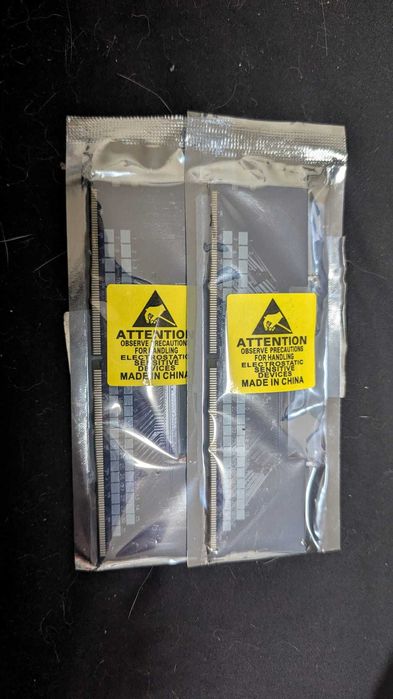 ATTENTION
OBSERVE PRECAUTIONS
FOR HANDLING
ELECTROSTATIC
SENSITIVE
DEVICES
MADE IN CHINA
ATTENTION
OBSERVE PRECAUTIONS
FOR HANDLING
ELECTROSTATIC
SENSITIVE
DEVICES
MADE IN CHINA